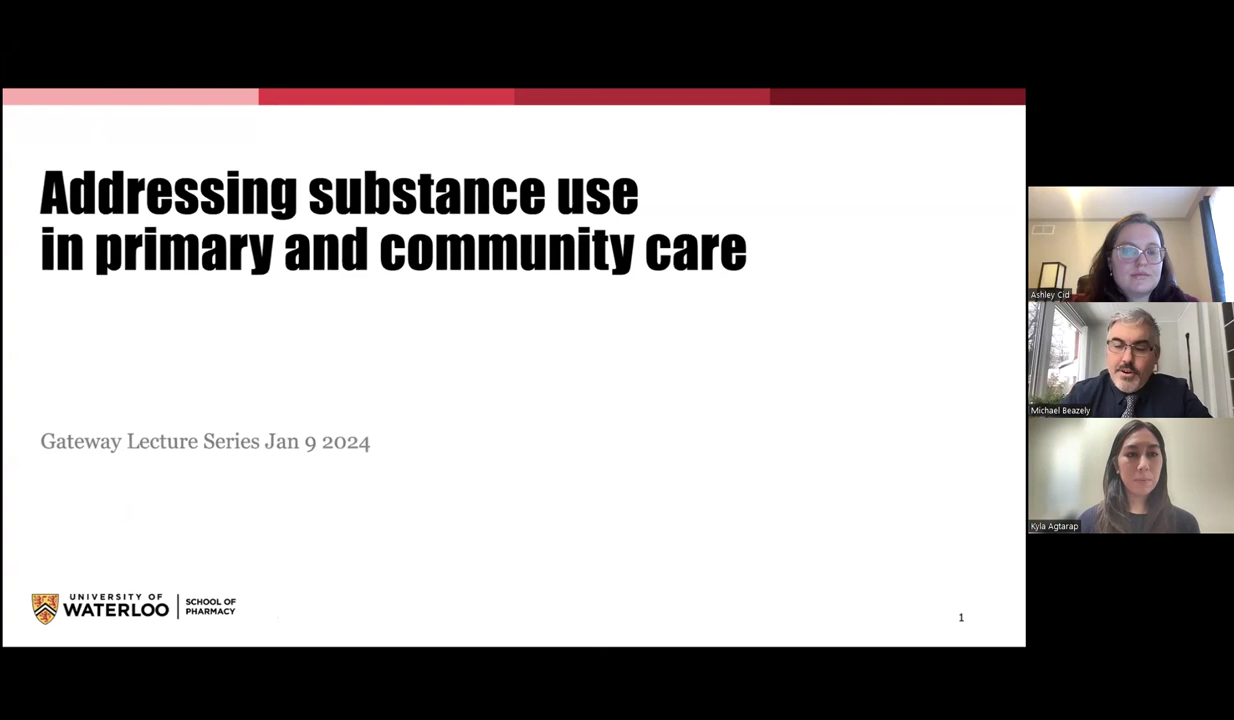 Addressing substance use
in primary and community care
Gateway Lecture Series Jan 9 2024
UNIVERSITY OF
WATERLOO
SCHOOL OF
PHARMACY
1
Ashley Cid
Michael Beazely
Kyla Agtarap